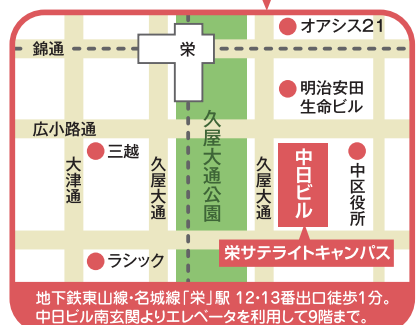 オアシス21
錦通
栄
明治安田
生命ビル
広小路通
三越
大津通
久屋大通
久屋大通公園
久屋大通
中日ビル
中区役所
栄サテライトキャンパス
ラシック
地下鉄東山線・名城線「栄」駅 12・13番出口徒歩1分。
中日ビル南玄関よりエレベータを利用して9階まで。